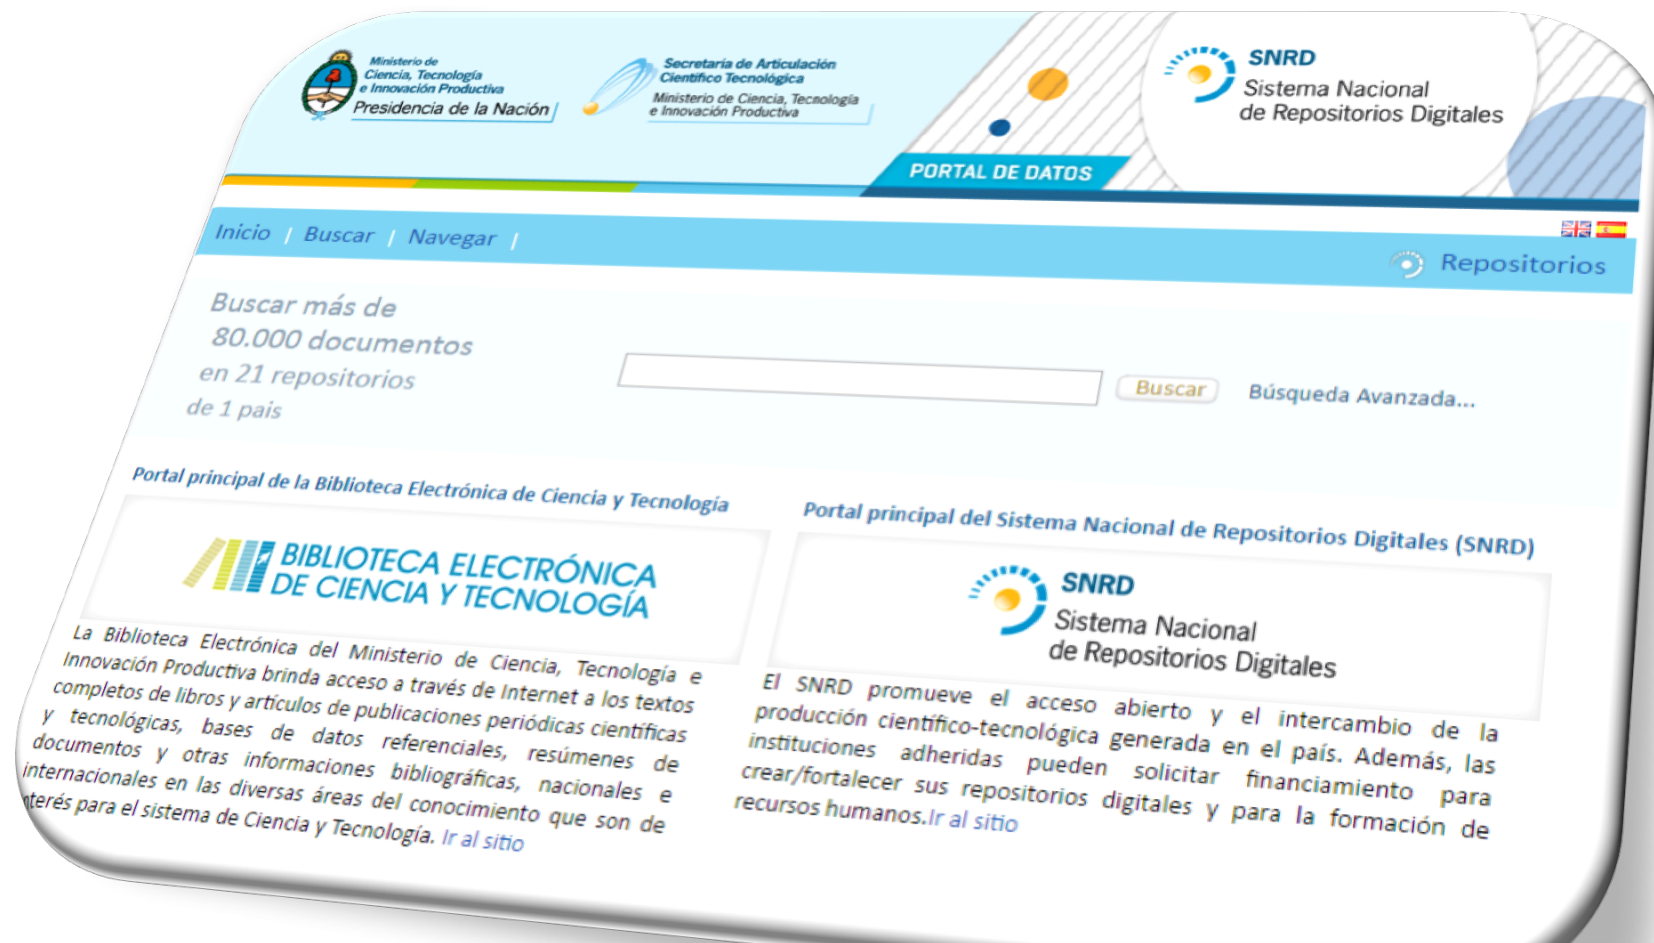 Ministerio de
Ciencia, Tecnología
e Innovación Productiva
Presidencia de la Nación
Secretaría de Articulación
Científico Tecnológica
Ministerio de Ciencia, Tecnología
e Innovación Productiva
SNRD
Sistema Nacional
de Repositorios Digitales
PORTAL DE DATOS
Inicio | Buscar | Navegar |
Repositorios
Buscar más de
80.000 documentos
en 21 repositorios
de 1 pais
Buscar
Búsqueda Avanzada...
Portal principal de la Biblioteca Electrónica de Ciencia y Tecnología
BIBLIOTECA ELECTRÓNICA
DE CIENCIA Y TECNOLOGÍA
La Biblioteca Electrónica del Ministerio de Ciencia, Tecnología e
Innovación Productiva brinda acceso a través de Internet a los textos
completos de libros y artículos de publicaciones periódicas científicas
y tecnológicas, bases de datos referenciales, resúmenes de
documentos y otras informaciones bibliográficas, nacionales e
internacionales en las diversas áreas del conocimiento que son de
nterés para el sistema de Ciencia y Tecnología. Ir al sitio
Portal principal del Sistema Nacional de Repositorios Digitales (SNRD)
SNRD
Sistema Nacional
de Repositorios Digitales
El SNRD promueve el acceso abierto y el intercambio de la
producción científico-tecnológica generada en el país. Además, las
instituciones adheridas pueden solicitar financiamiento para
crear/fortalecer sus repositorios digitales y para la formación de
recursos humanos.Ir al sitio